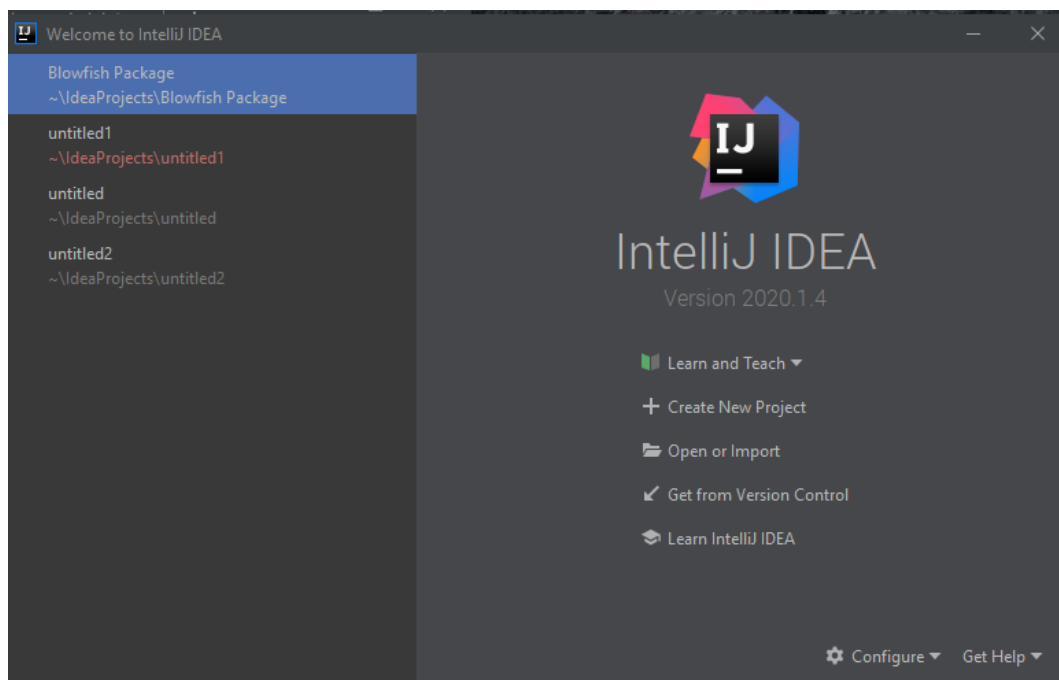 Welcome to IntelliJ IDEA
Blowfish Package
~\IdeaProjects\Blowfish Package
untitled1
~\IdeaProjects\untitled1
untitled
~\IdeaProjects\untitled
untitled2
~\IdeaProjects\untitled2
IJ
IntelliJ IDEA
Version 2020.1.4
Learn and Teach
Create New Project
Open or Import
Get from Version Control
Learn IntelliJ IDEA
Configure Get Help